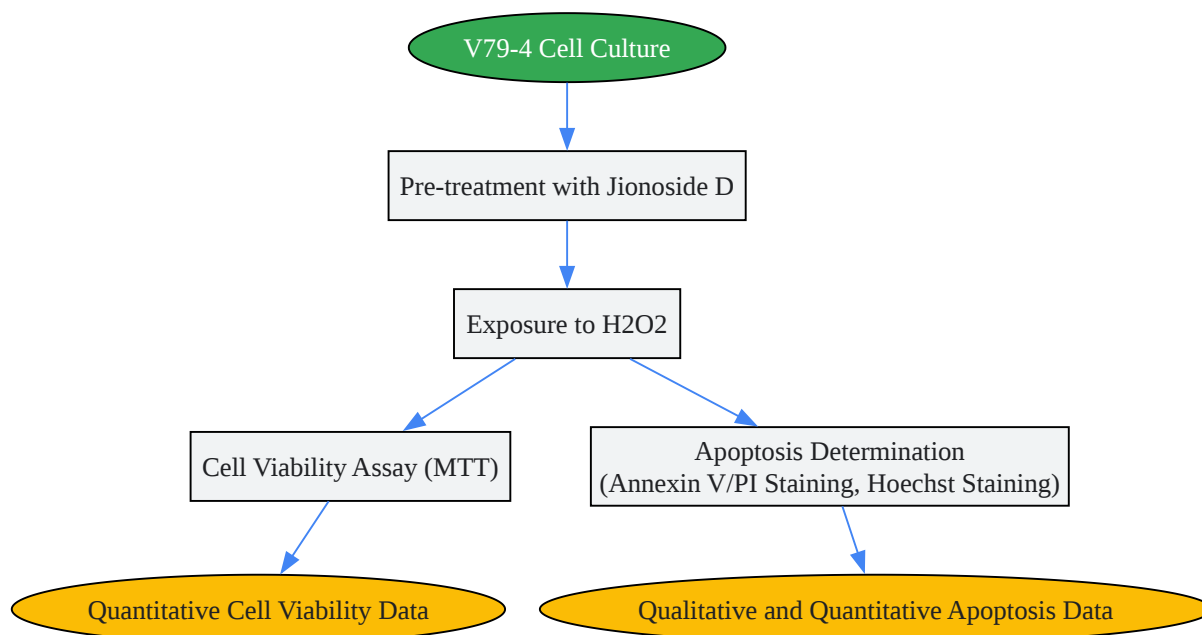 V79-4 Cell Culture
Pre-treatment with Jionoside D
Exposure to H2O2
Cell Viability Assay (MTT)
Apoptosis Determination
(Annexin V/PI Staining, Hoechst Staining)
Quantitative Cell Viability Data
Qualitative and Quantitative Apoptosis Data